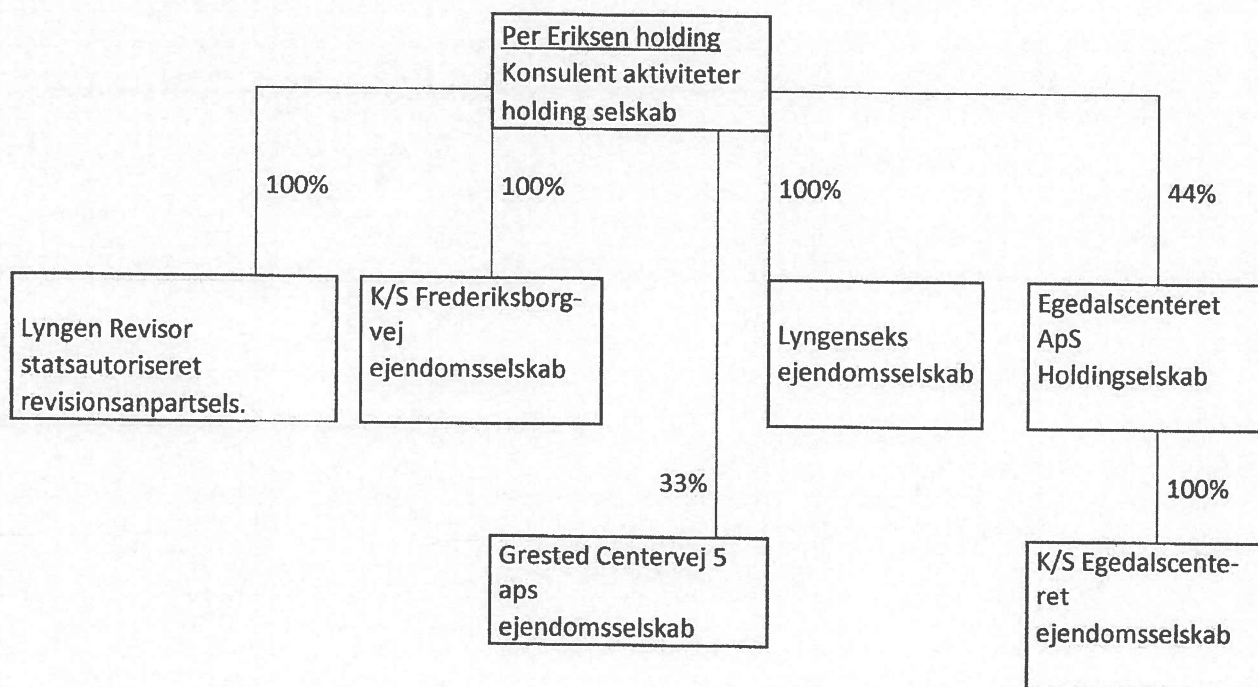 Per Eriksen holding
Konsulent aktiviteter
holding selskab
100%
100%
100%
44%
Lyngen Revisor
statsautoriseret
revisionsanpartsels.
K/S Frederiksborg-
vej
ejendomsselskab
Lyngenseks
ejendomsselskab
Egedalscenteret
ApS
Holdingselskab
33%
100%
Grested Centervej 5
aps
ejendomsselskab
K/S Egedalscente-
ret
ejendomsselskab